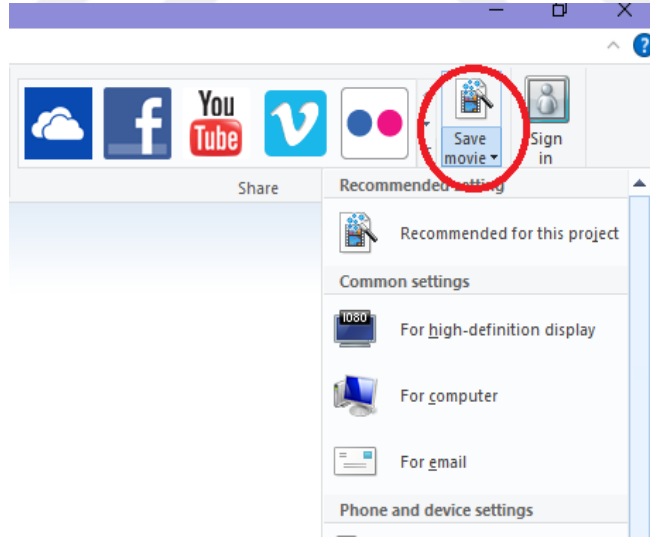 ?
You
Tube
f
v
Save
movie
Sign
in
Share
Recommended setting
Recommended for this project
Common settings
1080
For high-definition display
For computer
For email
Phone and device settings